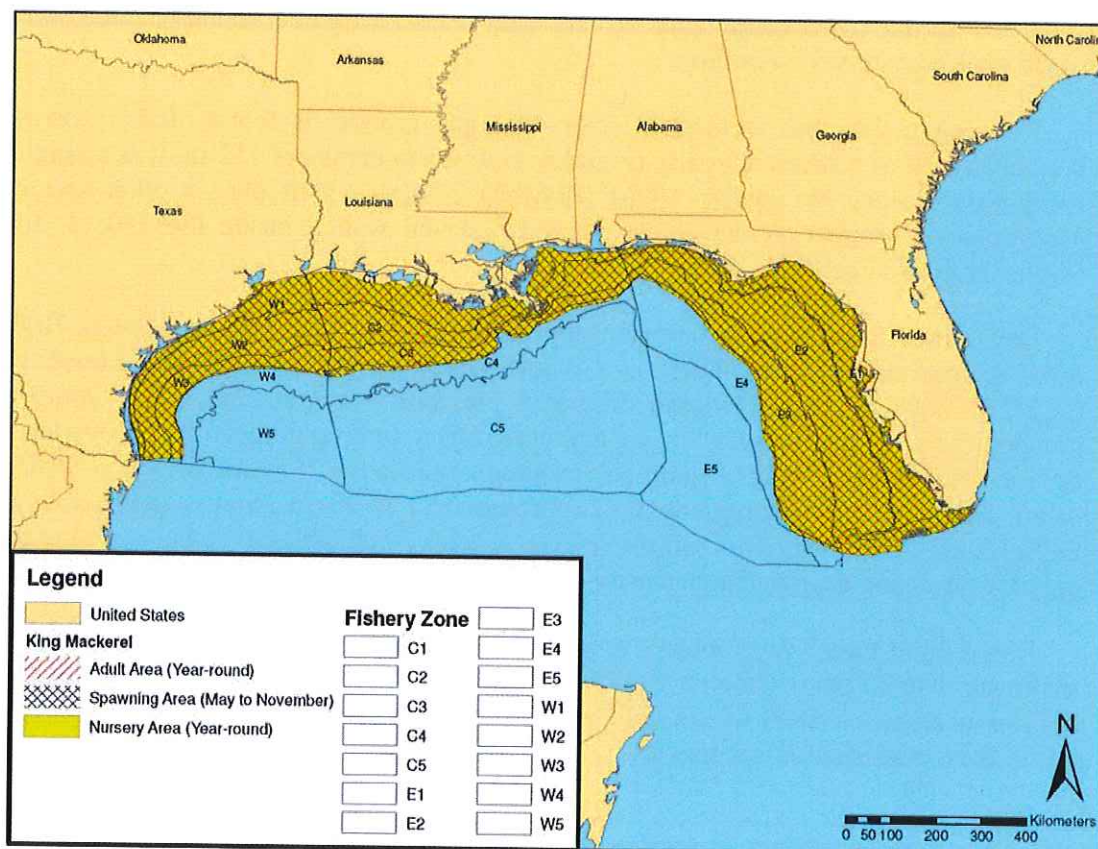 Oklahoma
Arkansas
North Carolin
South Carolina
Mississippi
Alabama
Georgia
Texas
Louisiana
Florida
C1
W1
C2
W2
C3
C4
W3
W4
W5
C5
E1
E2
E4
E3
E5
Legend
United States
King Mackerel
Adult Area (Year-round)
Spawning Area (May to November)
Nursery Area (Year-round)
Fishery Zone
C1
C2
C3
C4
C5
E1
E2
E3
E4
E5
W1
W2
W3
W4
W5
N
Kilometers
0 50 100 200 300 400